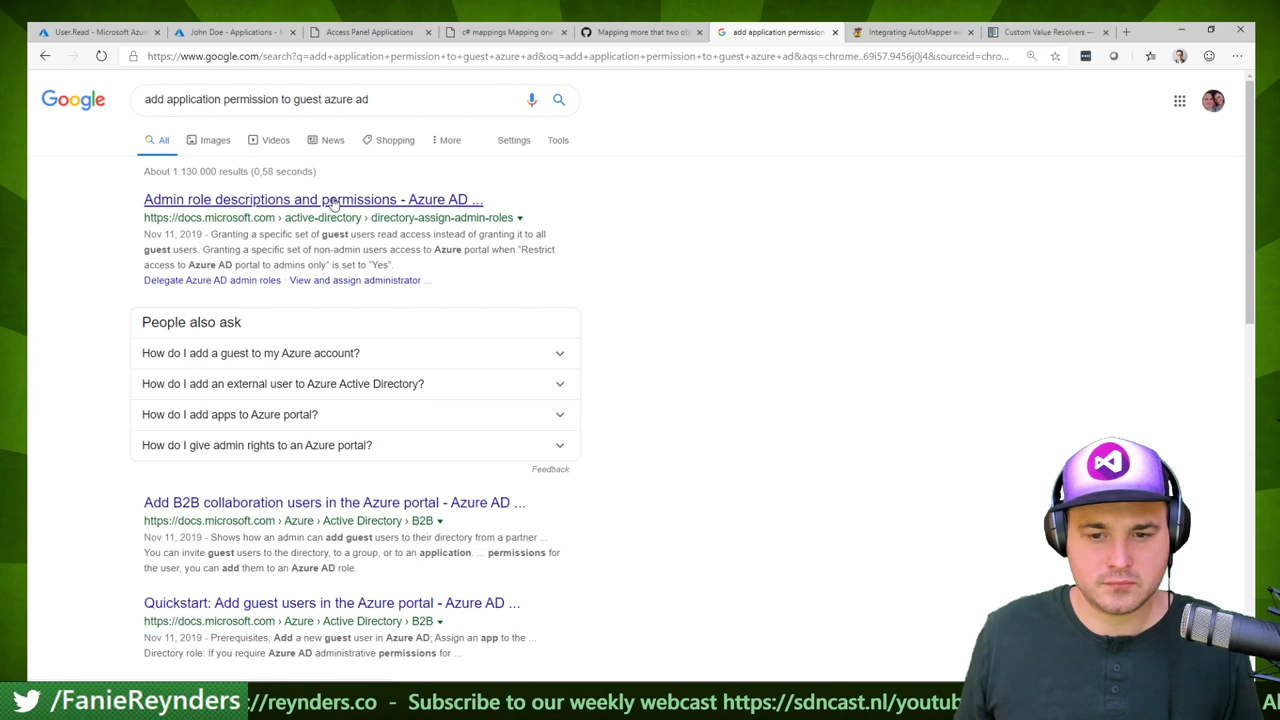 User.Read - Microsoft Azur
John Doe - Applications -
Access Panel Applications
c# mappings Mapping one
Mapping more that two ob
add application permission
Integrating AutoMapper w
Custom Value Resolvers —
https://www.google.com/search?q=add+application+permission+to+guest+azure+ad&oq=add+application+permission+to+guest+azure+ad&aqs=chrome..69i57.9456j0j4&sourceid=chro...
Google
add application permission to guest azure ad
All
Images
Videos
News
Shopping
More
Settings
Tools
About 1.130.000 results (0,58 seconds)
Admin role descriptions and permissions - Azure AD ...
https://docs.microsoft.com › active-directory › directory-assign-admin-roles
Nov 11, 2019 - Granting a specific set of guest users read access instead of granting it to all
guest users. Granting a specific set of non-admin users access to Azure portal when "Restrict
access to Azure AD portal to admins only" is set to "Yes".
Delegate Azure AD admin roles · View and assign administrator ...
People also ask
How do I add a guest to my Azure account?
How do I add an external user to Azure Active Directory?
How do I add apps to Azure portal?
How do I give admin rights to an Azure portal?
Feedback
Add B2B collaboration users in the Azure portal - Azure AD ...
https://docs.microsoft.com › Azure › Active Directory › B2B
Nov 11, 2019 - Shows how an admin can add guest users to their directory from a partner ...
You can invite guest users to the directory, to a group, or to an application. ... permissions for
the user, you can add them to an Azure AD role.
Quickstart: Add guest users in the Azure portal - Azure AD ...
https://docs.microsoft.com › Azure › Active Directory › B2B
Nov 11, 2019 - Prerequisites; Add a new guest user in Azure AD; Assign an app to the ...
Directory role: If you require Azure AD administrative permissions for ...
/FanieReynders
://reynders.co - Subscribe to our weekly webcast https://sdncast.nl/youtub